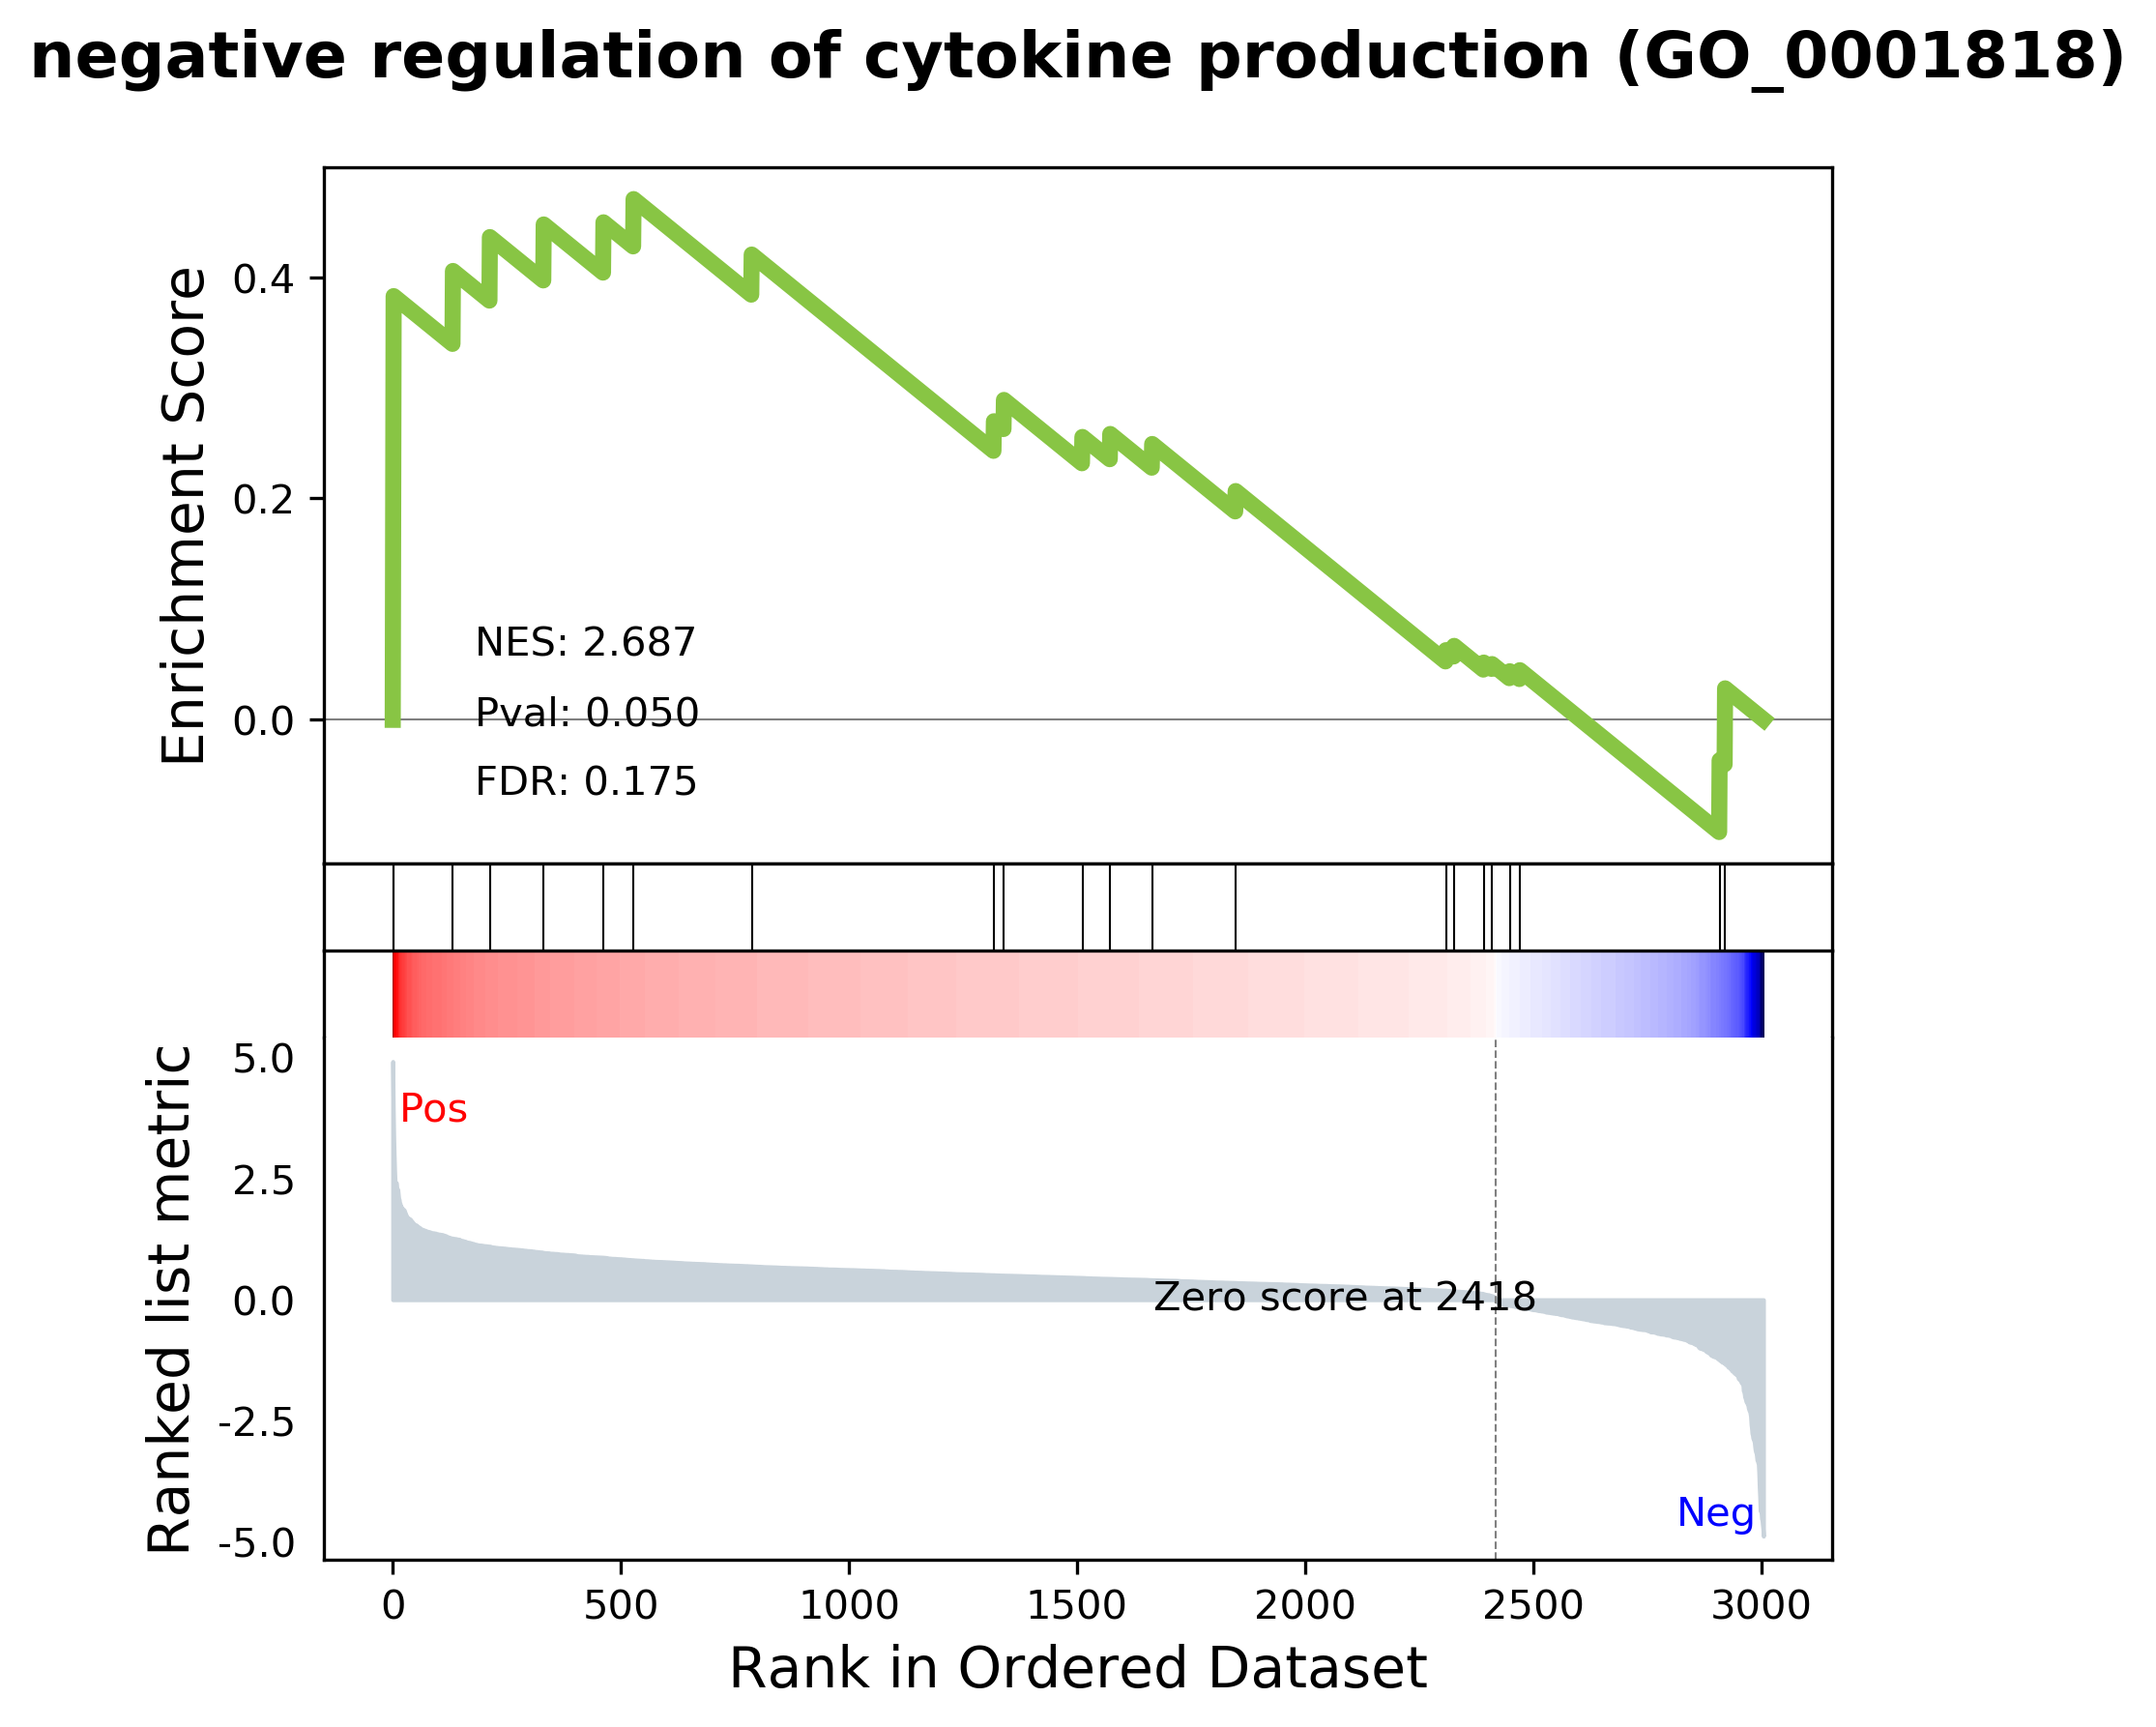 negative regulation of cytokine production (GO_0001818)
Enrichment Score
0.4
0.2
0.0
NES: 2.687
Pval: 0.050
FDR: 0.175
Ranked list metric
5.0
2.5
0.0
-2.5
-5.0
Pos
Zero score at 2418
Neg
0 500 1000 1500 2000 2500 3000
Rank in Ordered Dataset